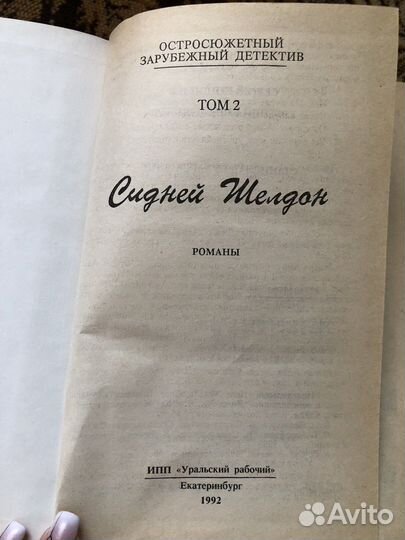 ОСТРОСЮЖЕТНЫЙ
ЗАРУБЕЖНЫЙ ДЕТЕКТИВ
ТОМ 2
Сидней Шелдон
РОМАНЫ
ИПП «Уральский рабочий»
Екатеринбург
1992
Avito